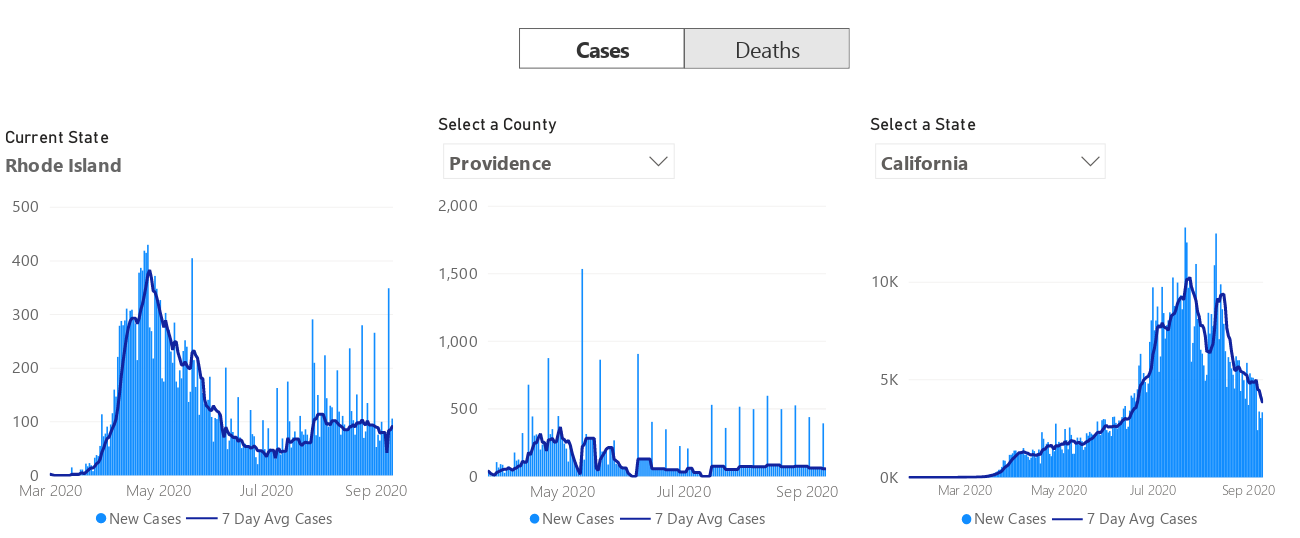 Cases
Deaths
Current State
Rhode Island
500
400
300
200
100
0
Mar 2020 May 2020 Jul 2020 Sep 2020
New Cases 7 Day Avg Cases
Select a County
Providence
2,000
1,500
1,000
500
0
May 2020 Jul 2020 Sep 2020
New Cases 7 Day Avg Cases
Select a State
California
10K
5K
0K
Mar 2020 May 2020 Jul 2020 Sep 2020
New Cases 7 Day Avg Cases